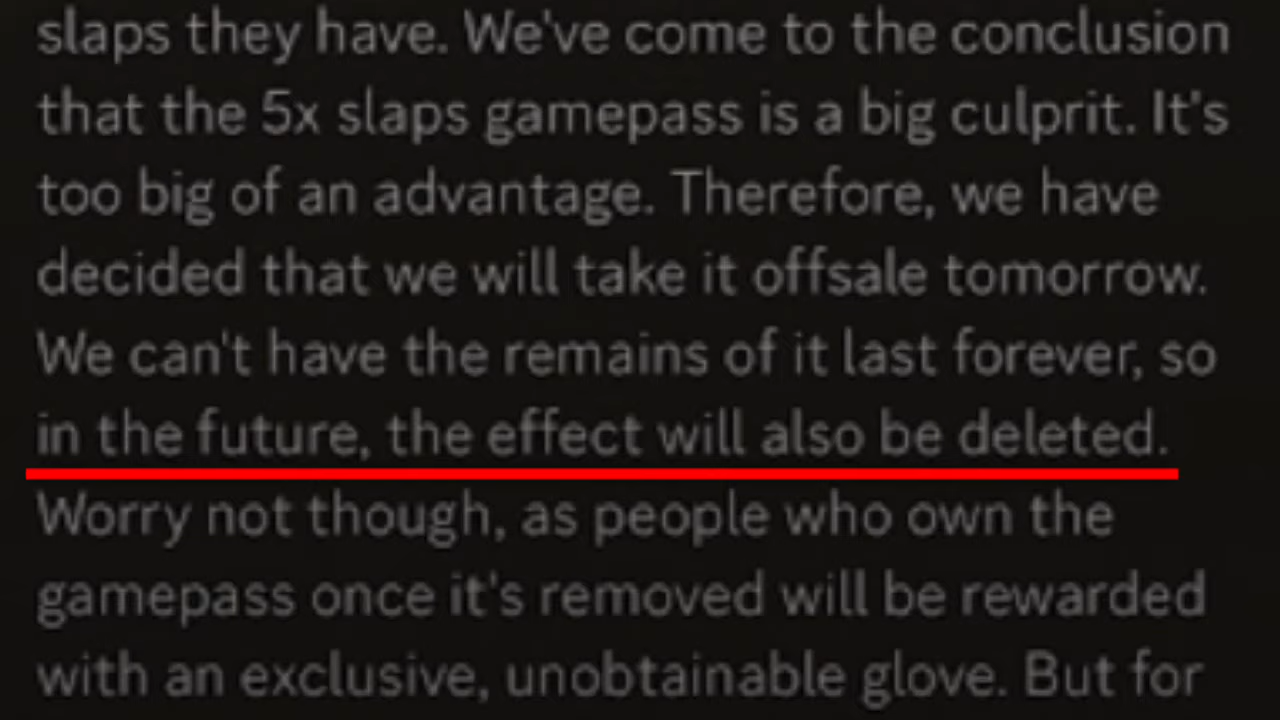 slaps they have. We've come to the conclusion
that the 5x slaps gamepass is a big culprit. It's
too big of an advantage. Therefore, we have
decided that we will take it offsale tomorrow.
We can't have the remains of it last forever, so
in the future, the effect will also be deleted.
Worry not though, as people who own the
gamepass once it's removed will be rewarded
with an exclusive, unobtainable glove. But for